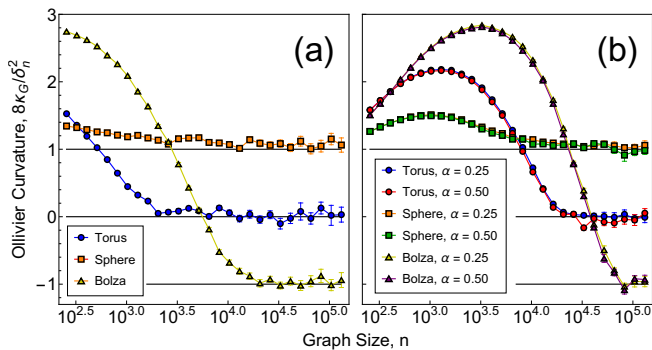 (a)
(b)
Ollivier Curvature, 8κ_G/δ_n^2
3
2
1
0
−1
Torus
Sphere
Bolza
Torus, α = 0.25
Torus, α = 0.50
Sphere, α = 0.25
Sphere, α = 0.50
Bolza, α = 0.25
Bolza, α = 0.50
10^2.5 10^3.0 10^3.5 10^4.0 10^4.5 10^5.0 10^2.5 10^3.0 10^3.5 10^4.0 10^4.5 10^5.0
Graph Size, n